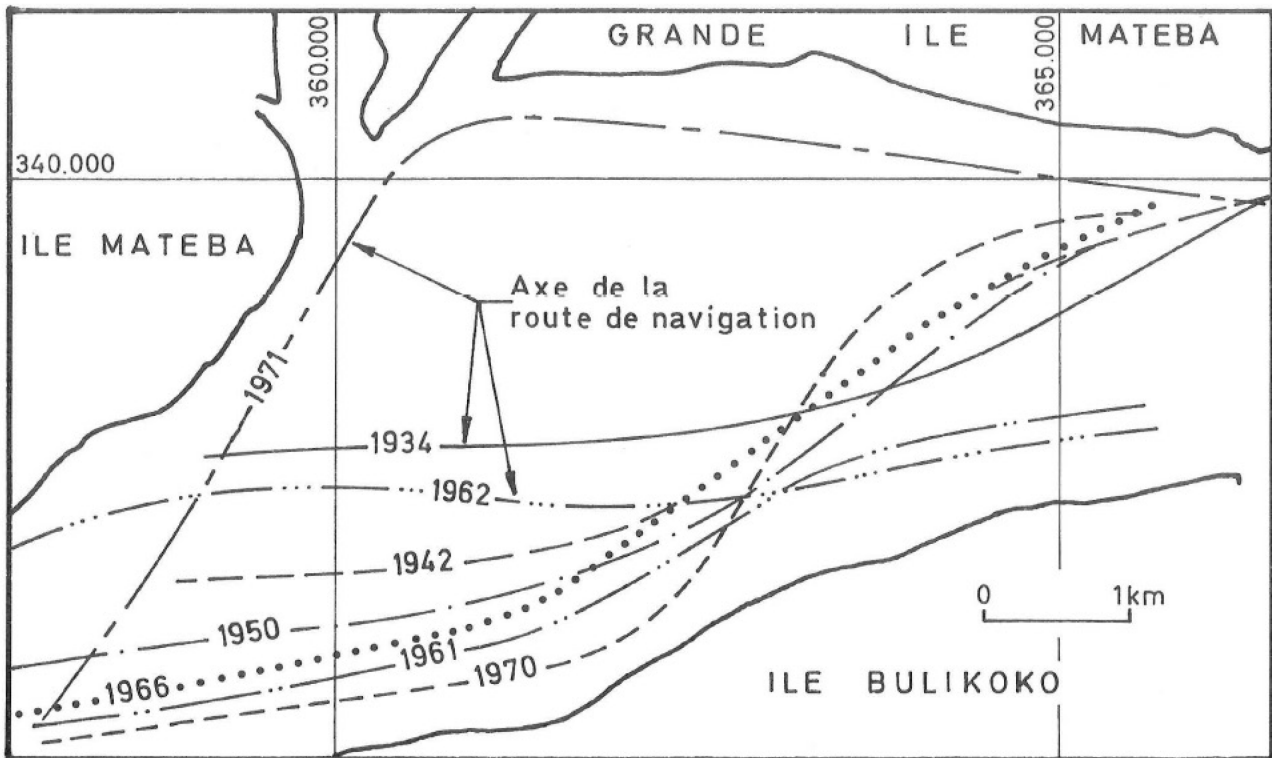 GRANDE ILE MATEBA
360.000
365.000
340.000
ILE MATEBA
Axe de la
route de navigation
1971
1934
1962
1942
1950
1961
1966
1970
0 1km
ILE BULIKOKO